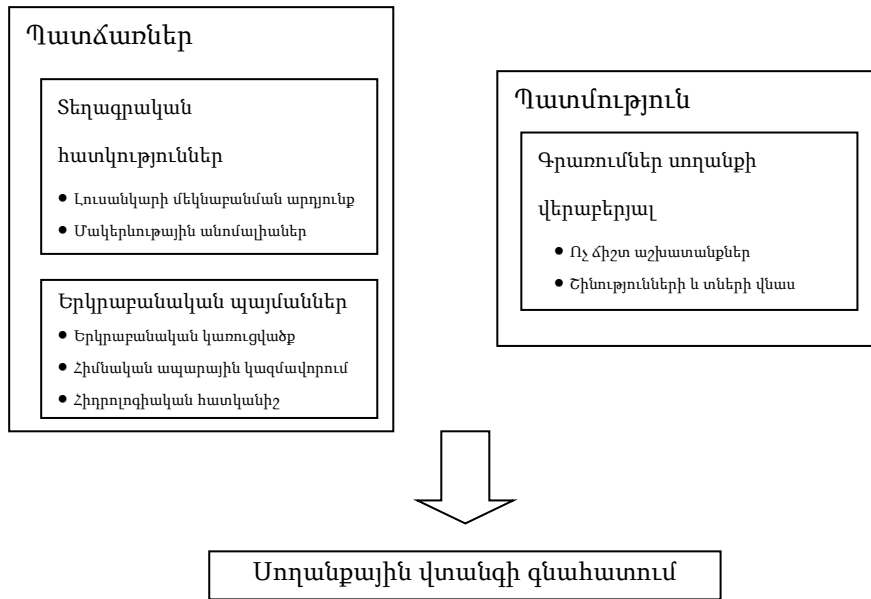 Պատճառներ
Տեղագրական
հատկություններ
● Լուսանկարի մեկնաբանման արդյունք
● Մակերևութային անոմալիաներ
Երկրաբանական պայմաններ
● Երկրաբանական կառուցվածք
● Հիմնական ապարային կազմավորում
● Հիդրոլոգիական հատկանիշ
Պատմություն
Գրառումներ սողանքի
վերաբերյալ
● Ոչ ճիշտ աշխատանքներ
● Շինությունների և տների վնաս
Սողանքային վտանգի գնահատում